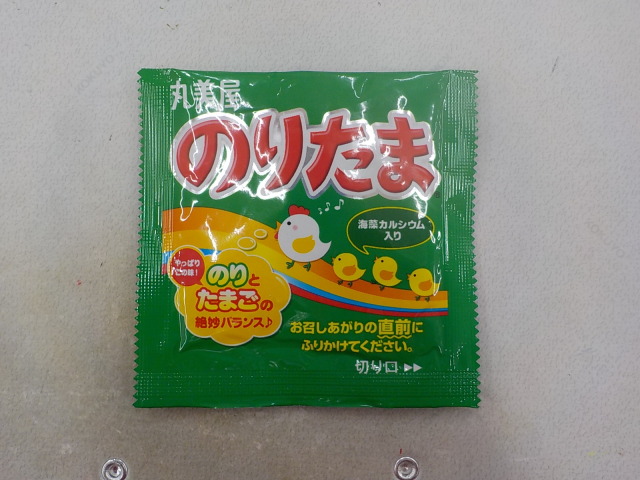 丸美屋
のりたま
海藻カルシウム
入り
やっぱり
この味!
のりと
たまごの
絶妙バランス♪
お召しあがりの直前に
ふりかけてください。
切り口▶▶